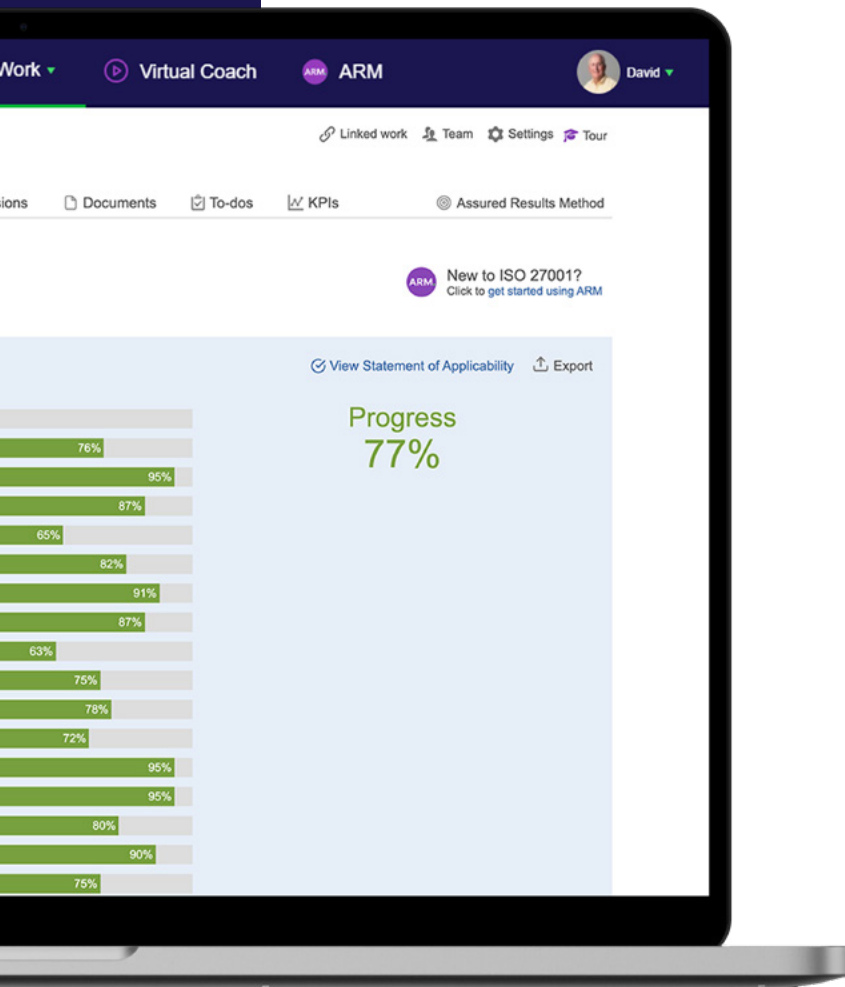 Work
Virtual Coach
ARM ARM
David
Linked work Team Settings Tour
Documents To-dos KPIs Assured Results Method
ARM. New to ISO 27001?
Click to get started using ARM
View Statement of Applicability Export
Progress
77%
76%
95%
87%
65%
82%
91%
87%
63%
75%
78%
72%
95%
95%
80%
90%
75%